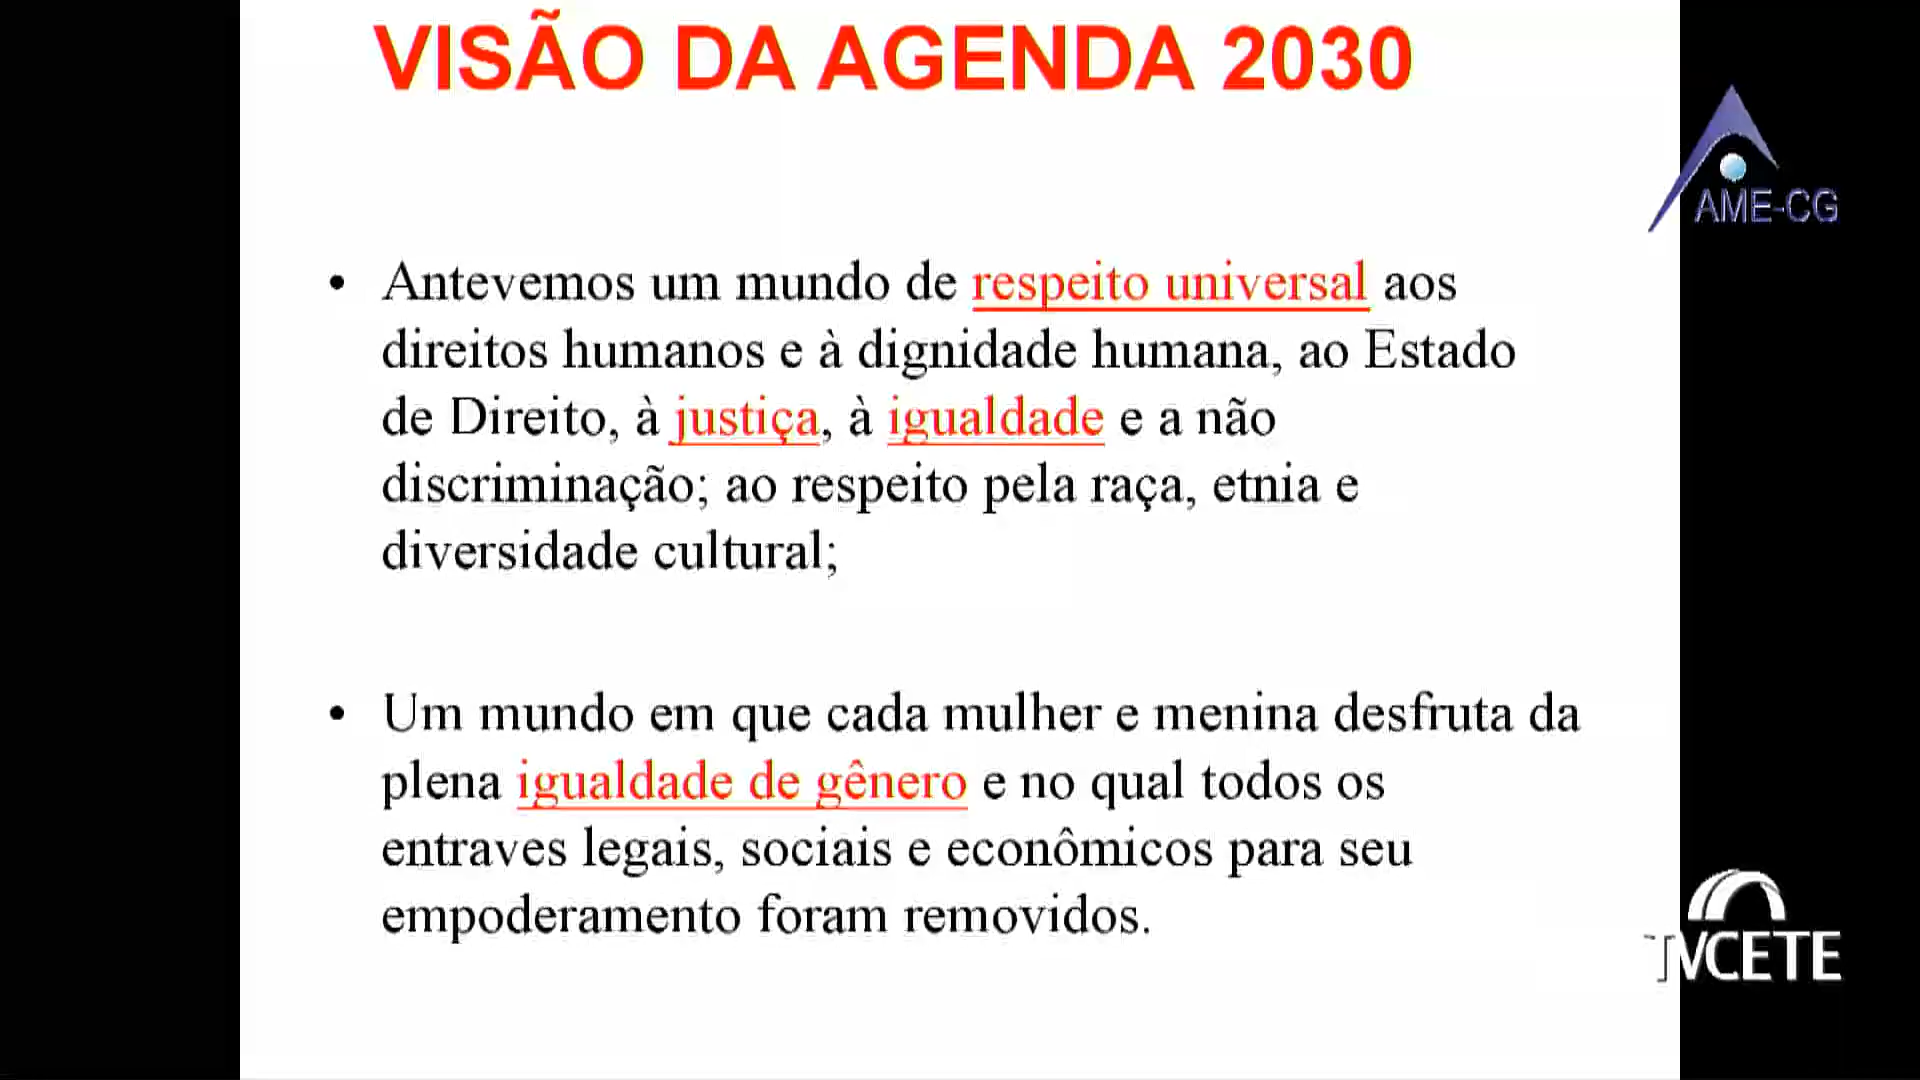 VISÃO DA AGENDA 2030
AME-CG
• Antevemos um mundo de respeito universal aos
direitos humanos e à dignidade humana, ao Estado
de Direito, à justiça, à igualdade e a não
discriminação; ao respeito pela raça, etnia e
diversidade cultural;
• Um mundo em que cada mulher e menina desfruta da
plena igualdade de gênero e no qual todos os
entraves legais, sociais e econômicos para seu
empoderamento foram removidos.
TVCETE